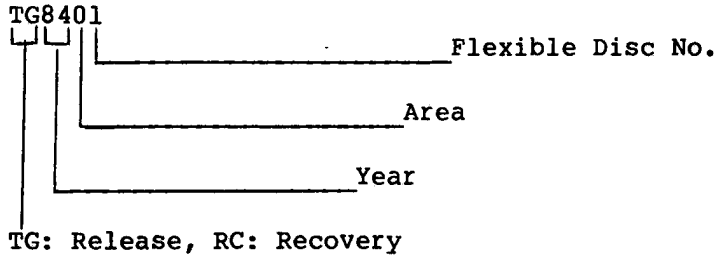 TG8401
Flexible Disc No.
Area
Year
TG: Release, RC: Recovery